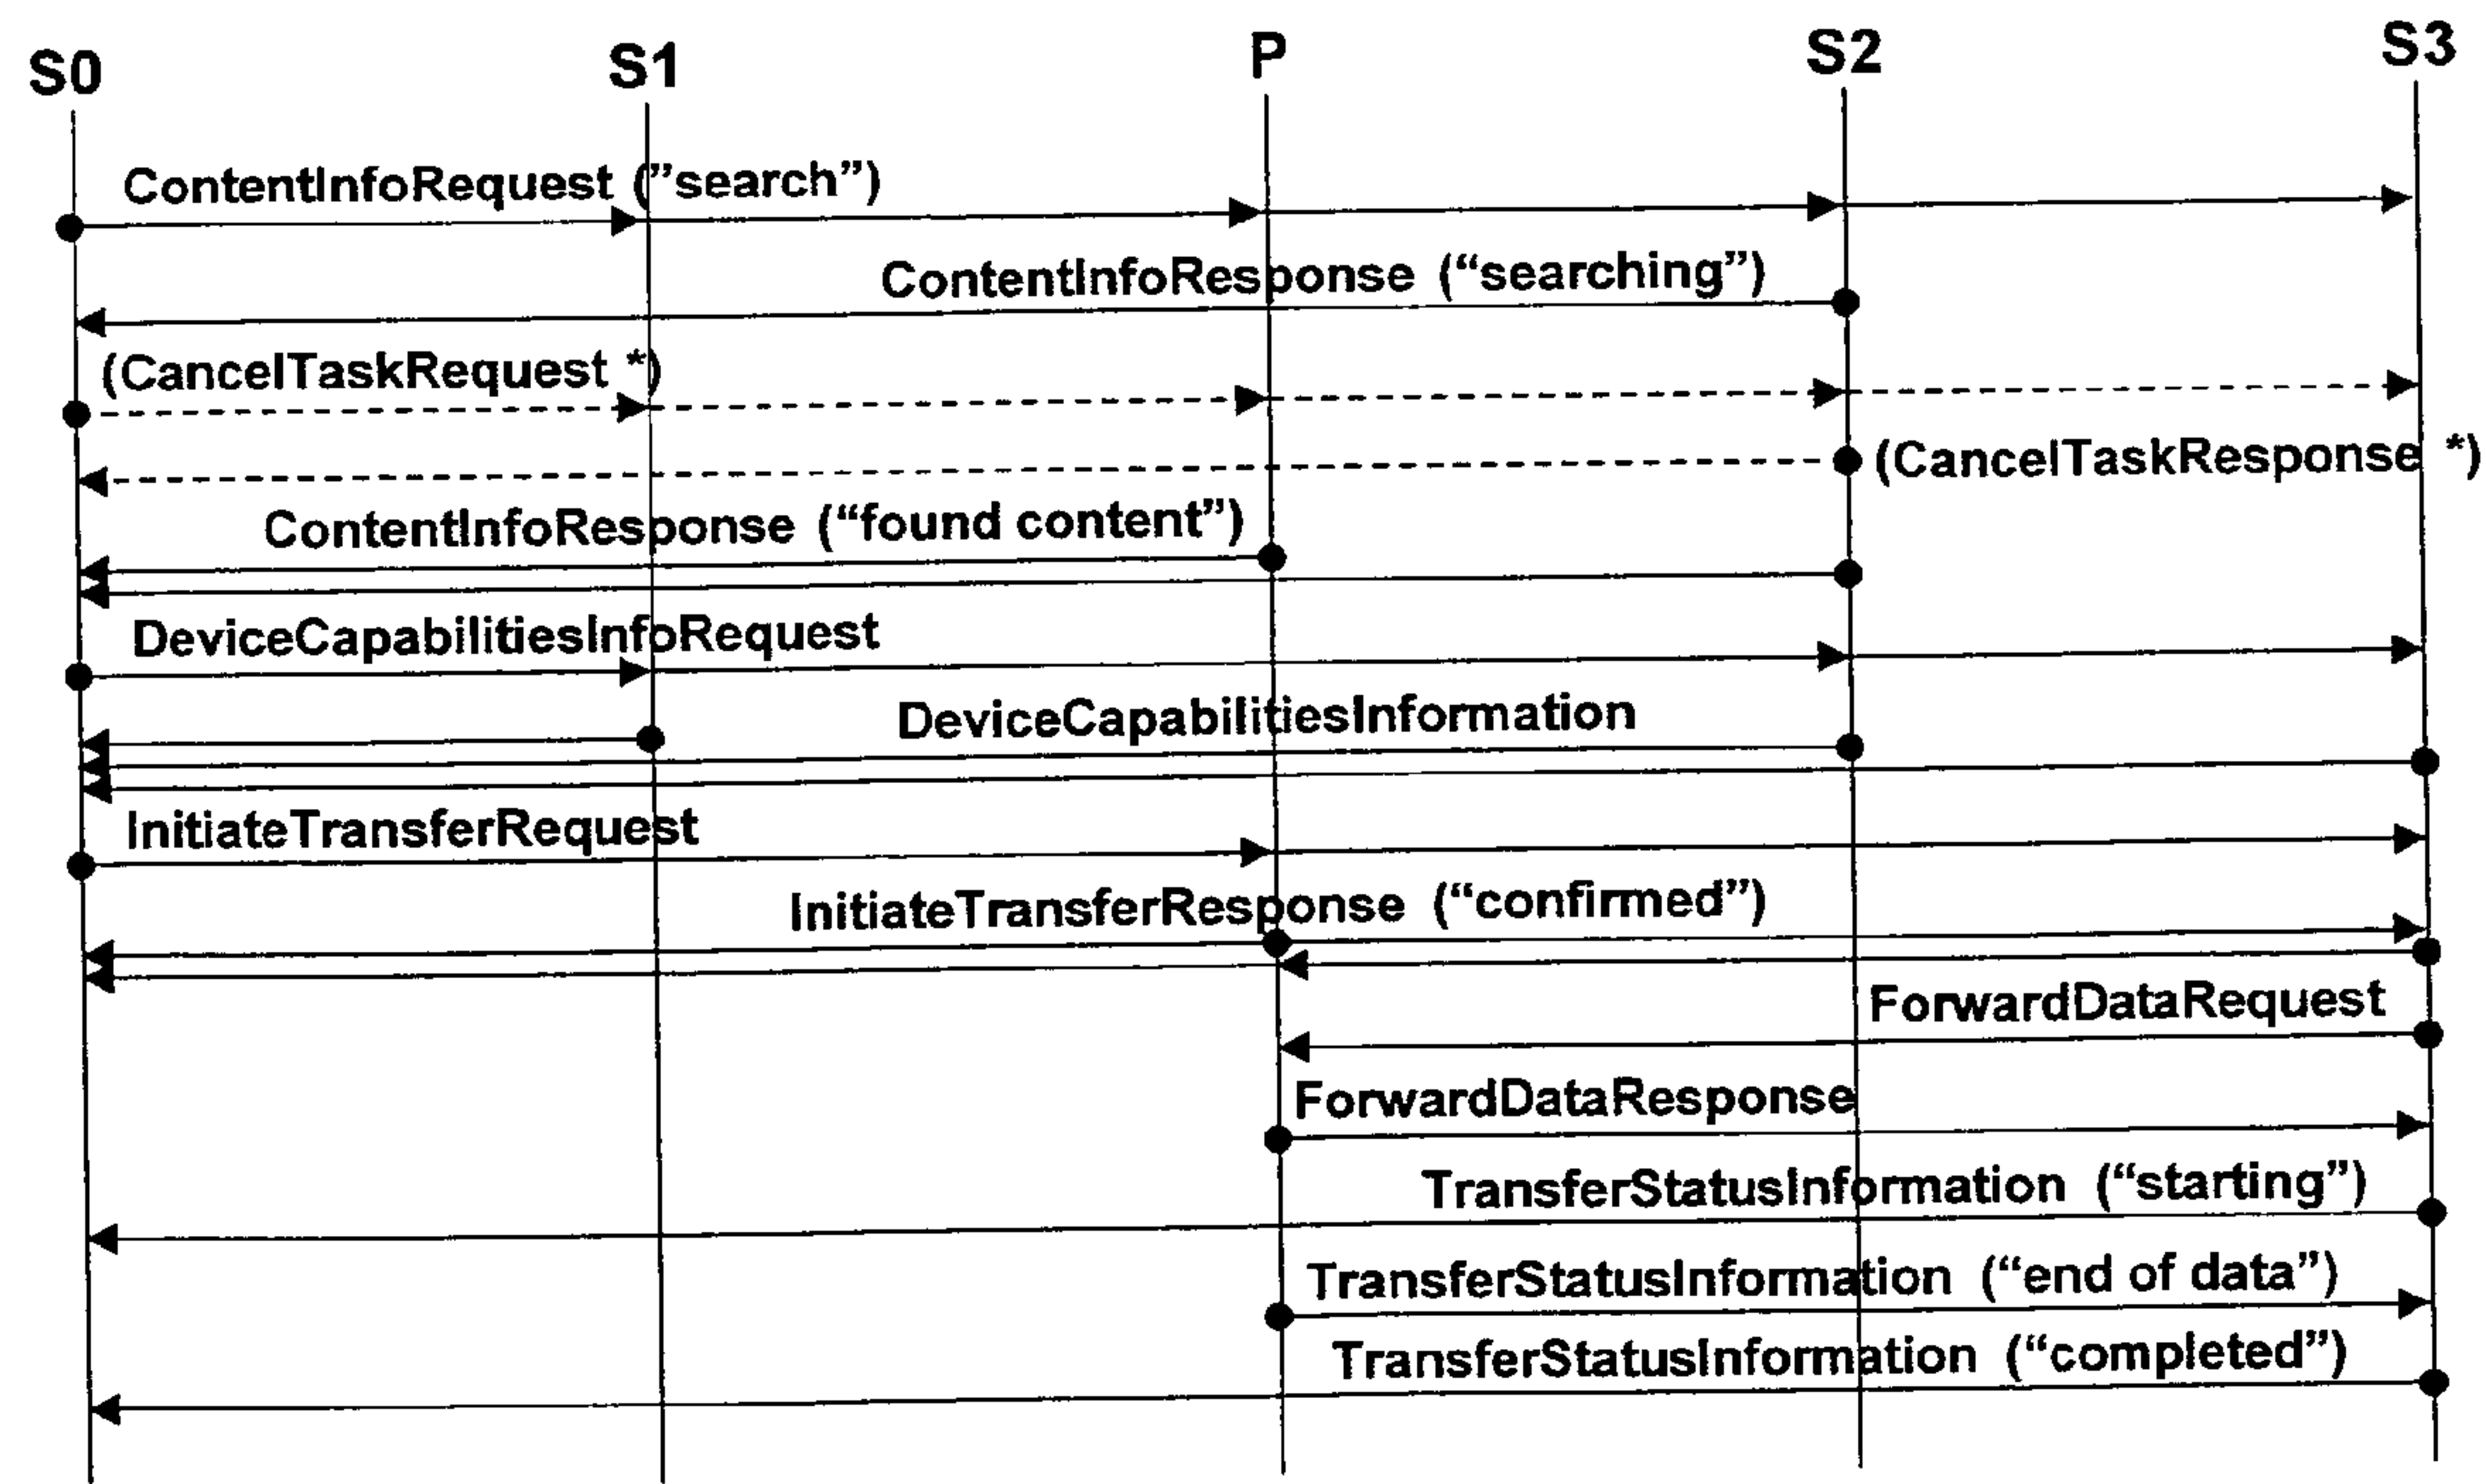 S0 S1 P S2 S3
ContentInfoRequest (”search”)
ContentInfoResponse (“searching”)
(CancelTaskRequest *)
(CancelTaskResponse *)
ContentInfoResponse (“found content”)
DeviceCapabilitiesInfoRequest
DeviceCapabilitiesInformation
InitiateTransferRequest
InitiateTransferResponse (“confirmed”)
ForwardDataRequest
ForwardDataResponse
TransferStatusInformation (“starting”)
TransferStatusInformation (“end of data”)
TransferStatusInformation (“completed”)